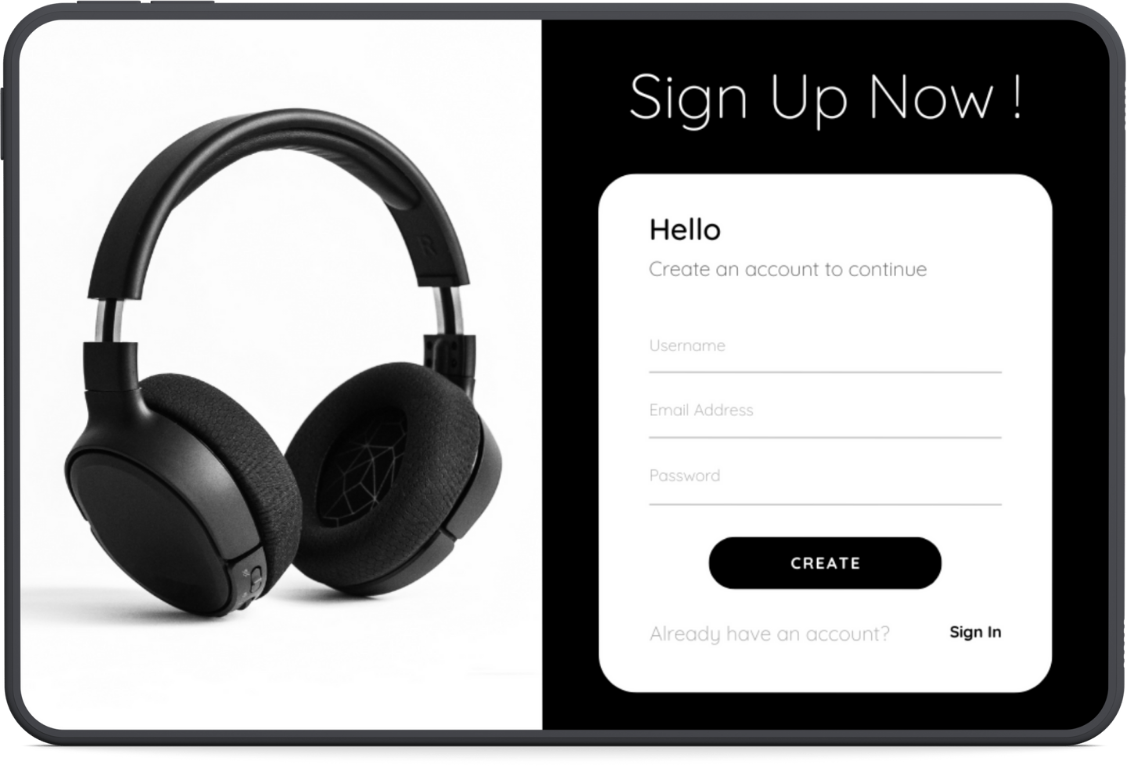 R
Sign Up Now !
Hello
Create an account to continue
Username
Email Address
Password
CREATE
Already have an account?
Sign In